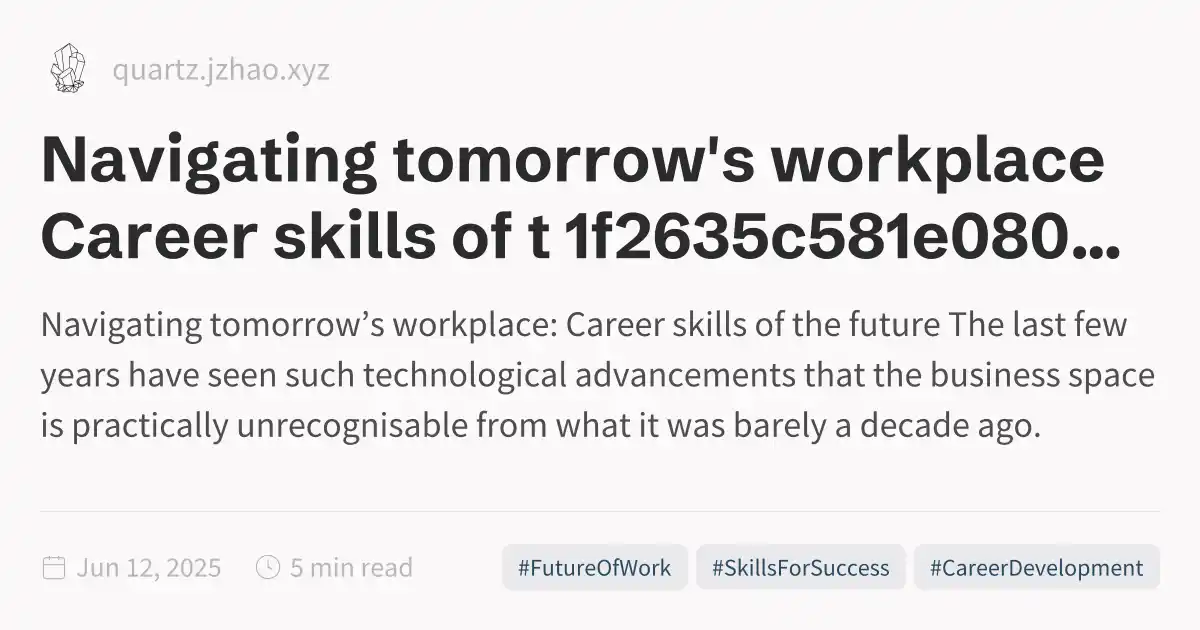 quartz.jzhao.xyz
Navigating tomorrow's workplace
Career skills of t 1f2635c581e080...
Navigating tomorrow’s workplace: Career skills of the future The last few
years have seen such technological advancements that the business space
is practically unrecognisable from what it was barely a decade ago.
Jun 12, 2025 5 min read #FutureOfWork #SkillsForSuccess #CareerDevelopment